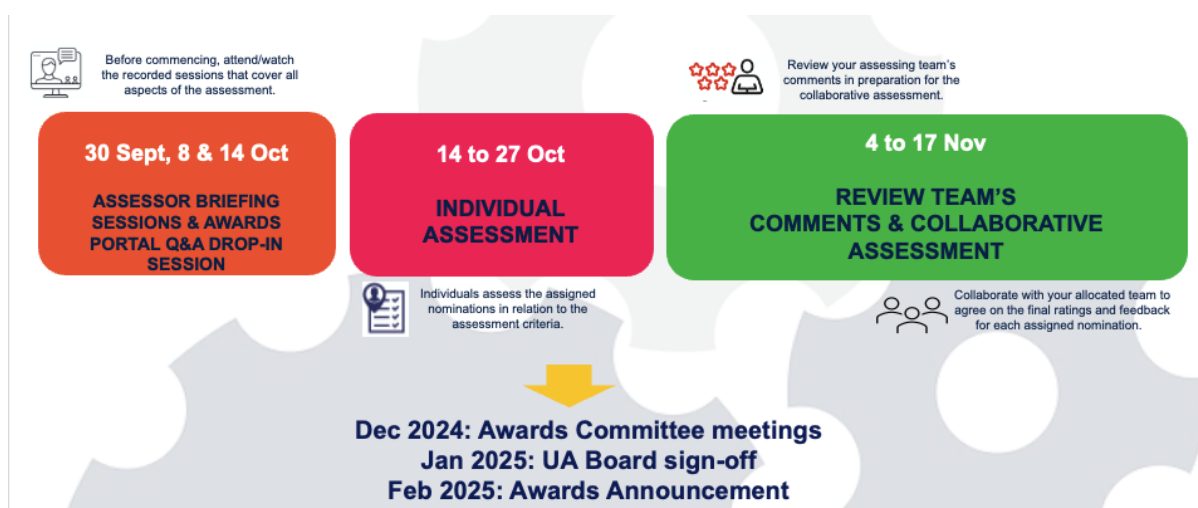 Before commencing, attend/watch
the recorded sessions that cover all
aspects of the assessment.
30 Sept, 8 & 14 Oct
ASSESSOR BRIEFING
SESSIONS & AWARDS
PORTAL Q&A DROP-IN
SESSION
14 to 27 Oct
INDIVIDUAL
ASSESSMENT
Individuals assess the assigned
nominations in relation to the
assessment criteria.
Review your assessing team's
comments in preparation for the
collaborative assessment.
4 to 17 Nov
REVIEW TEAM'S
COMMENTS & COLLABORATIVE
ASSESSMENT
Collaborate with your allocated team to
agree on the final ratings and feedback
for each assigned nomination.
Dec 2024: Awards Committee meetings
Jan 2025: UA Board sign-off
Feb 2025: Awards Announcement